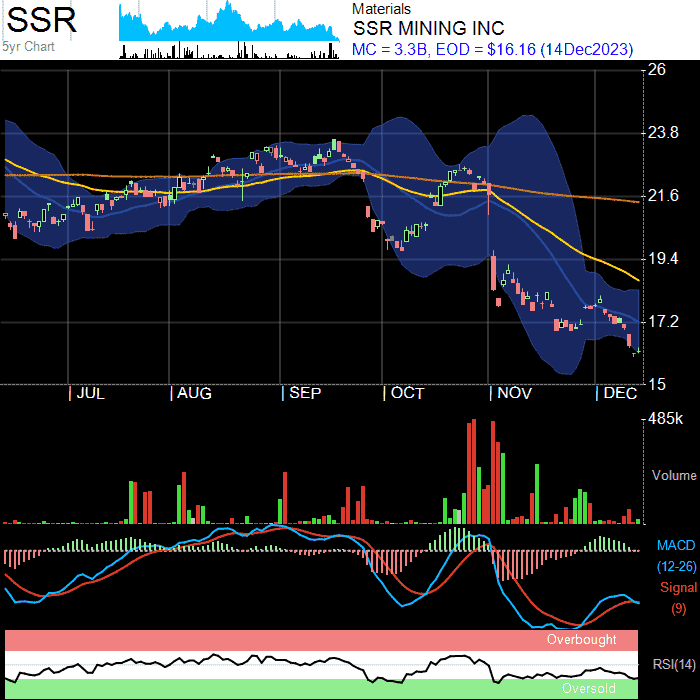 SSR
5yr Chart
Materials
SSR MINING INC
MC = 3.3B, EOD = $16.16 (14Dec2023)
26
23.8
21.6
19.4
17.2
15
JUL AUG SEP OCT NOV DEC
485k
Volume
MACD
(12-26)
Signal
(9)
Overbought
RSI(14)
Oversold